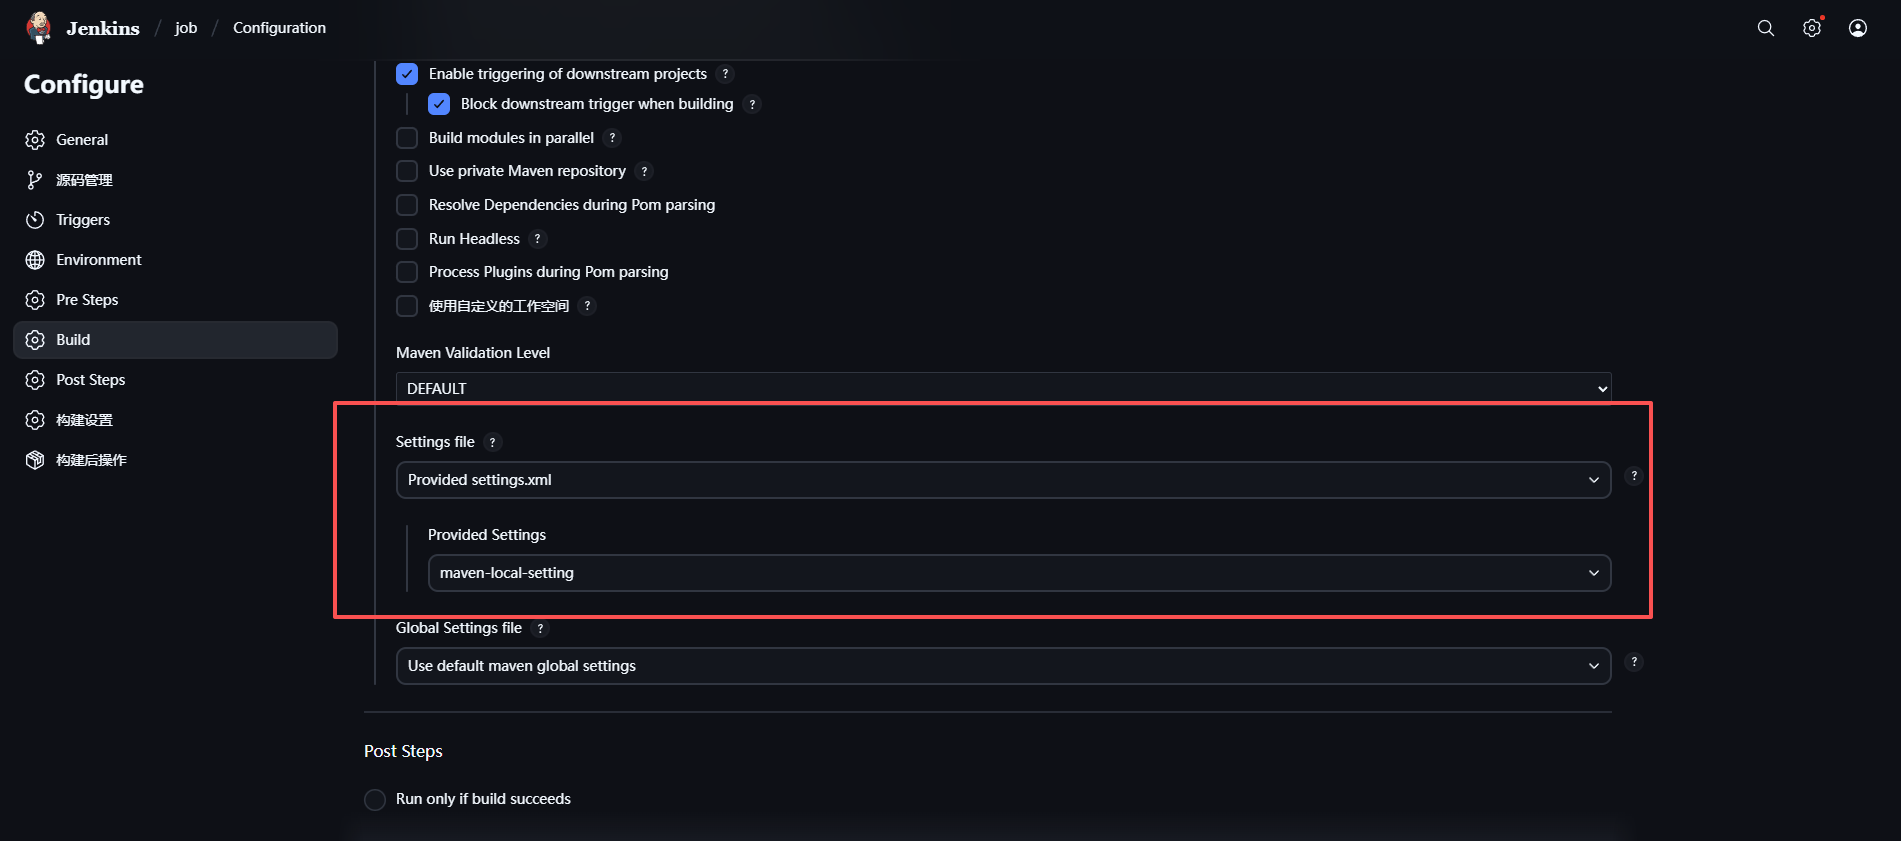 Jenkins / job / Configuration
Configure
General
源码管理
Triggers
Environment
Pre Steps
Build
Post Steps
构建设置
构建后操作
Enable triggering of downstream projects ?
Block downstream trigger when building ?
Build modules in parallel ?
Use private Maven repository ?
Resolve Dependencies during Pom parsing
Run Headless ?
Process Plugins during Pom parsing
使用自定义的工作空间 ?
Maven Validation Level
DEFAULT
Settings file ?
Provided settings.xml ?
Provided Settings
maven-local-setting
Global Settings file ?
Use default maven global settings ?
Post Steps
Run only if build succeeds